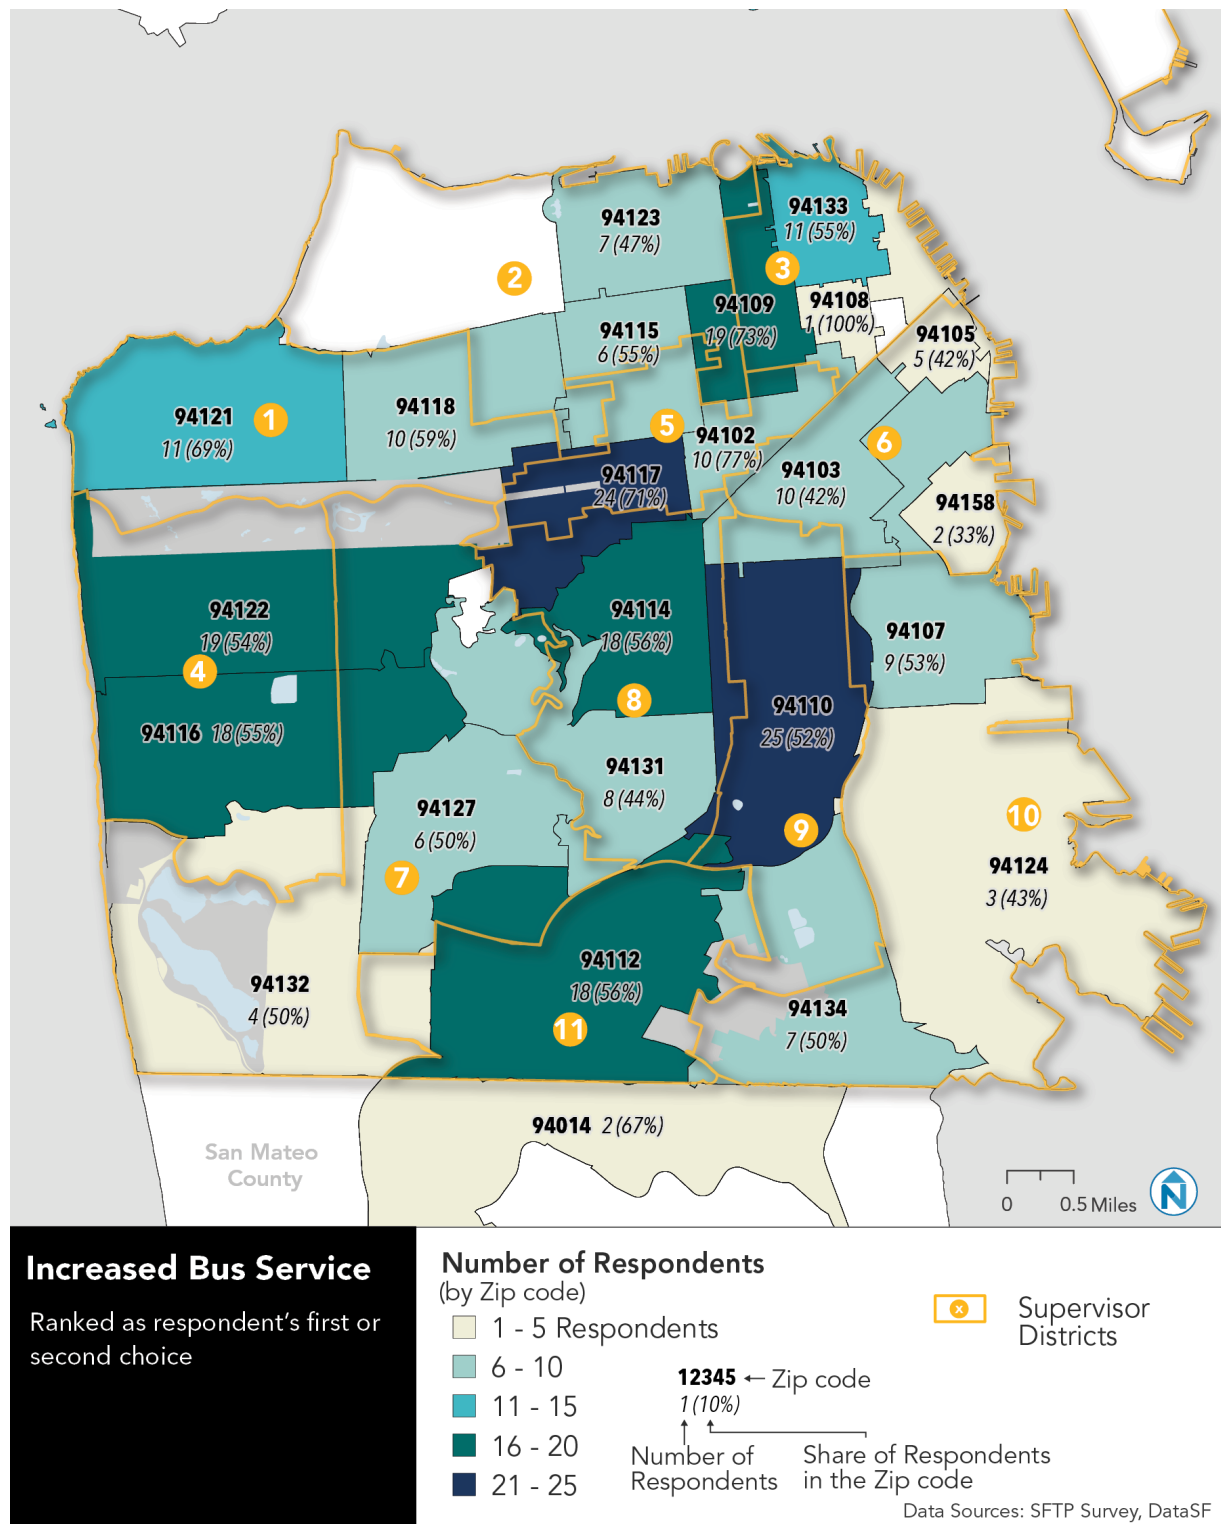 94123
7 (47%)
94133
11 (55%)
2
3
94109
19 (73%)
94108
1 (100%)
94115
6 (55%)
94105
5 (42%)
94121
11 (69%)
1
94118
10 (59%)
5
94102
10 (77%)
6
94103
10 (42%)
94117
24 (71%)
94158
2 (33%)
94122
19 (54%)
4
94114
18 (56%)
8
94107
9 (53%)
94116 18 (55%)
94110
25 (52%)
94131
8 (44%)
94127
6 (50%)
7
9
10
94124
3 (43%)
94132
4 (50%)
94112
18 (56%)
11
94134
7 (50%)
94014 2 (67%)
San Mateo
County
0 0.5 Miles
N
Increased Bus Service
Ranked as respondent's first or
second choice
Number of Respondents
(by Zip code)
1 - 5 Respondents
6 - 10
11 - 15
16 - 20
21 - 25
12345 ← Zip code
1 (10%)
Number of
Respondents
Share of Respondents
in the Zip code
x
Supervisor
Districts
Data Sources: SFTP Survey, DataSF